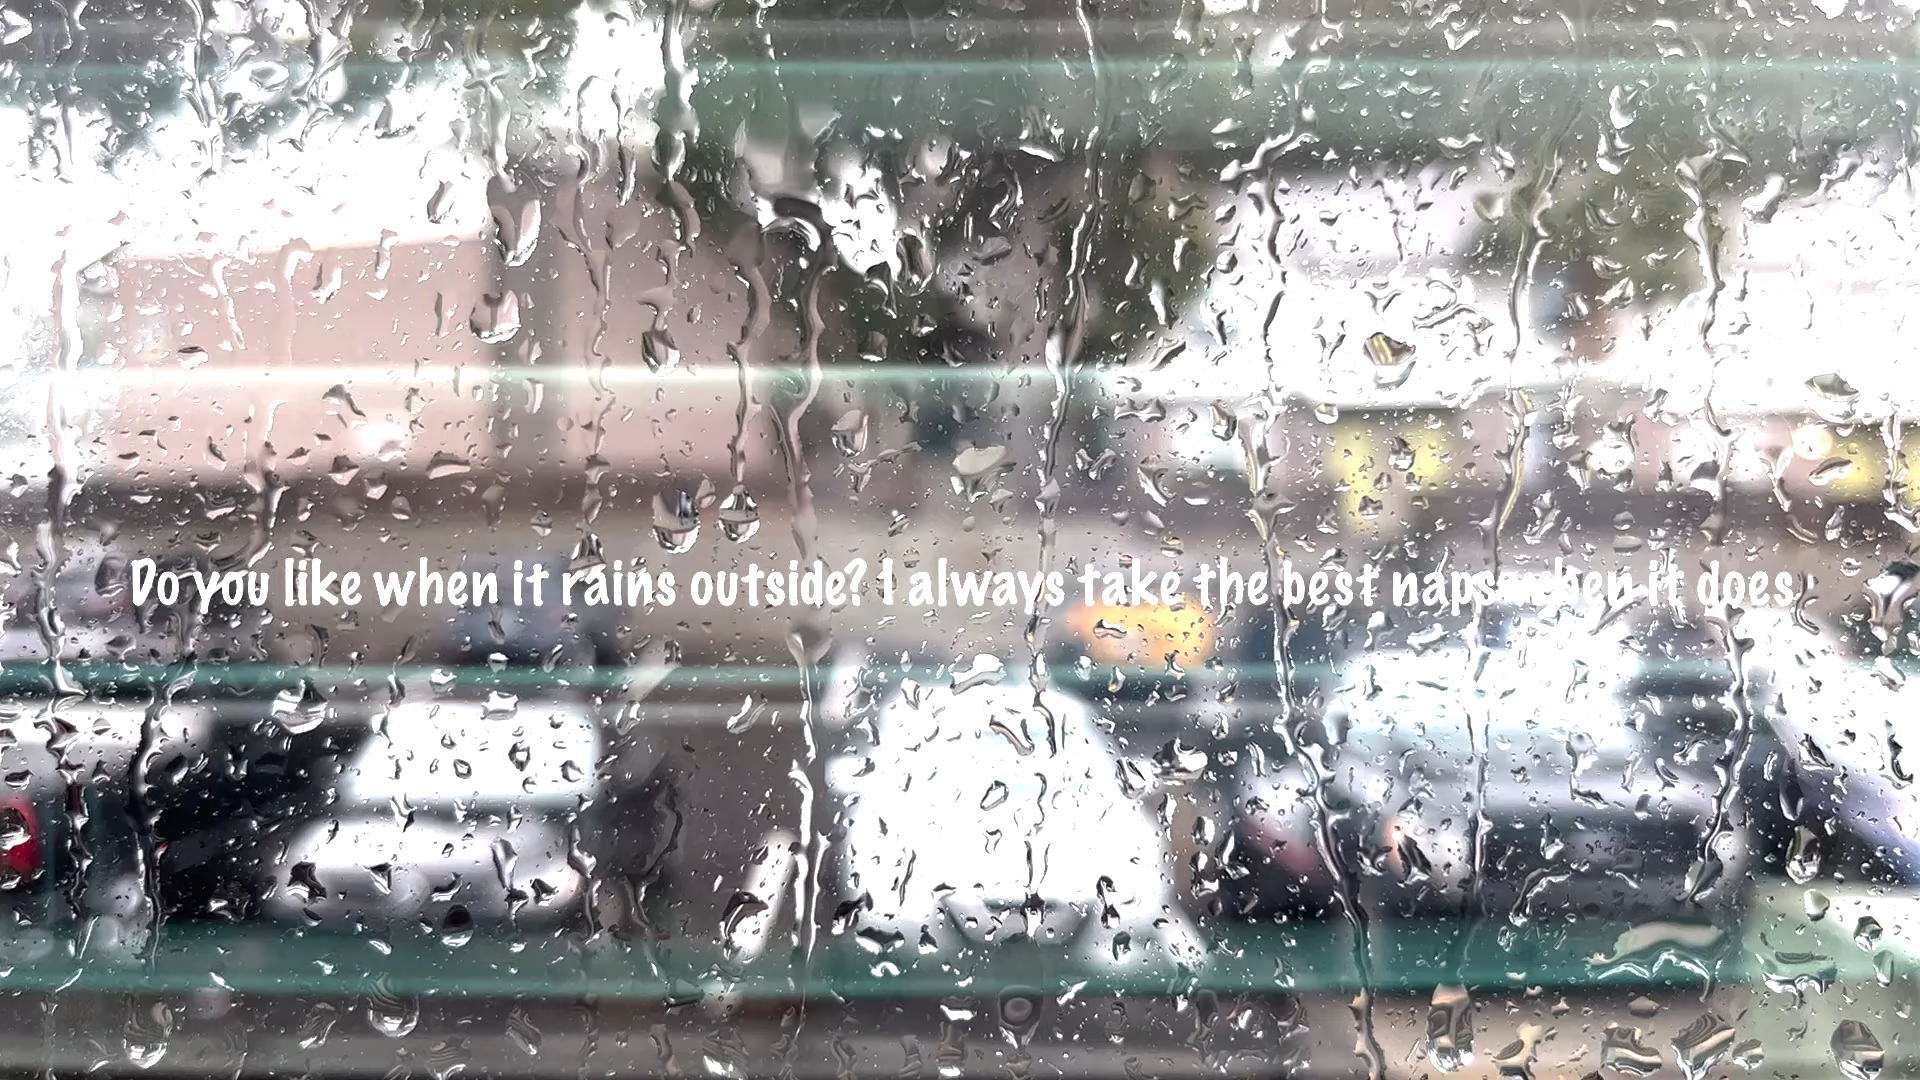 Do you like when it rains outside? I always take the best naps when it does.